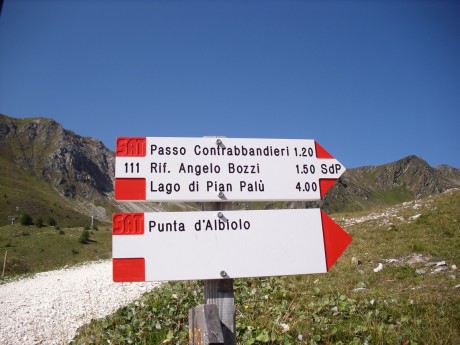 SAT Passo Contrabbandieri 1.20
111 Rif. Angelo Bozzi 1.50 SdP
Lago di Pian Palù 4.00
SAT Punta d'Albiolo